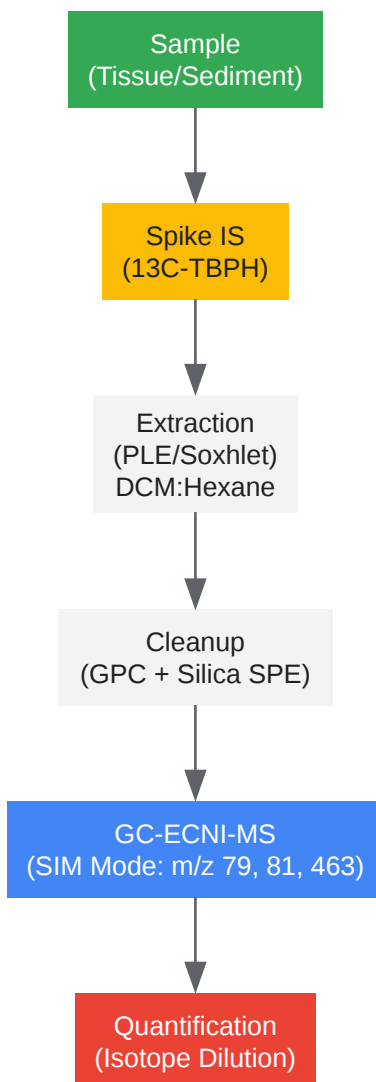 Sample
(Tissue/Sediment)
Spike IS
(13C-TBPH)
Extraction
(PLE/Soxhlet)
DCM:Hexane
Cleanup
(GPC + Silica SPE)
GC-ECNI-MS
(SIM Mode: m/z 79, 81, 463)
Quantification
(Isotope Dilution)